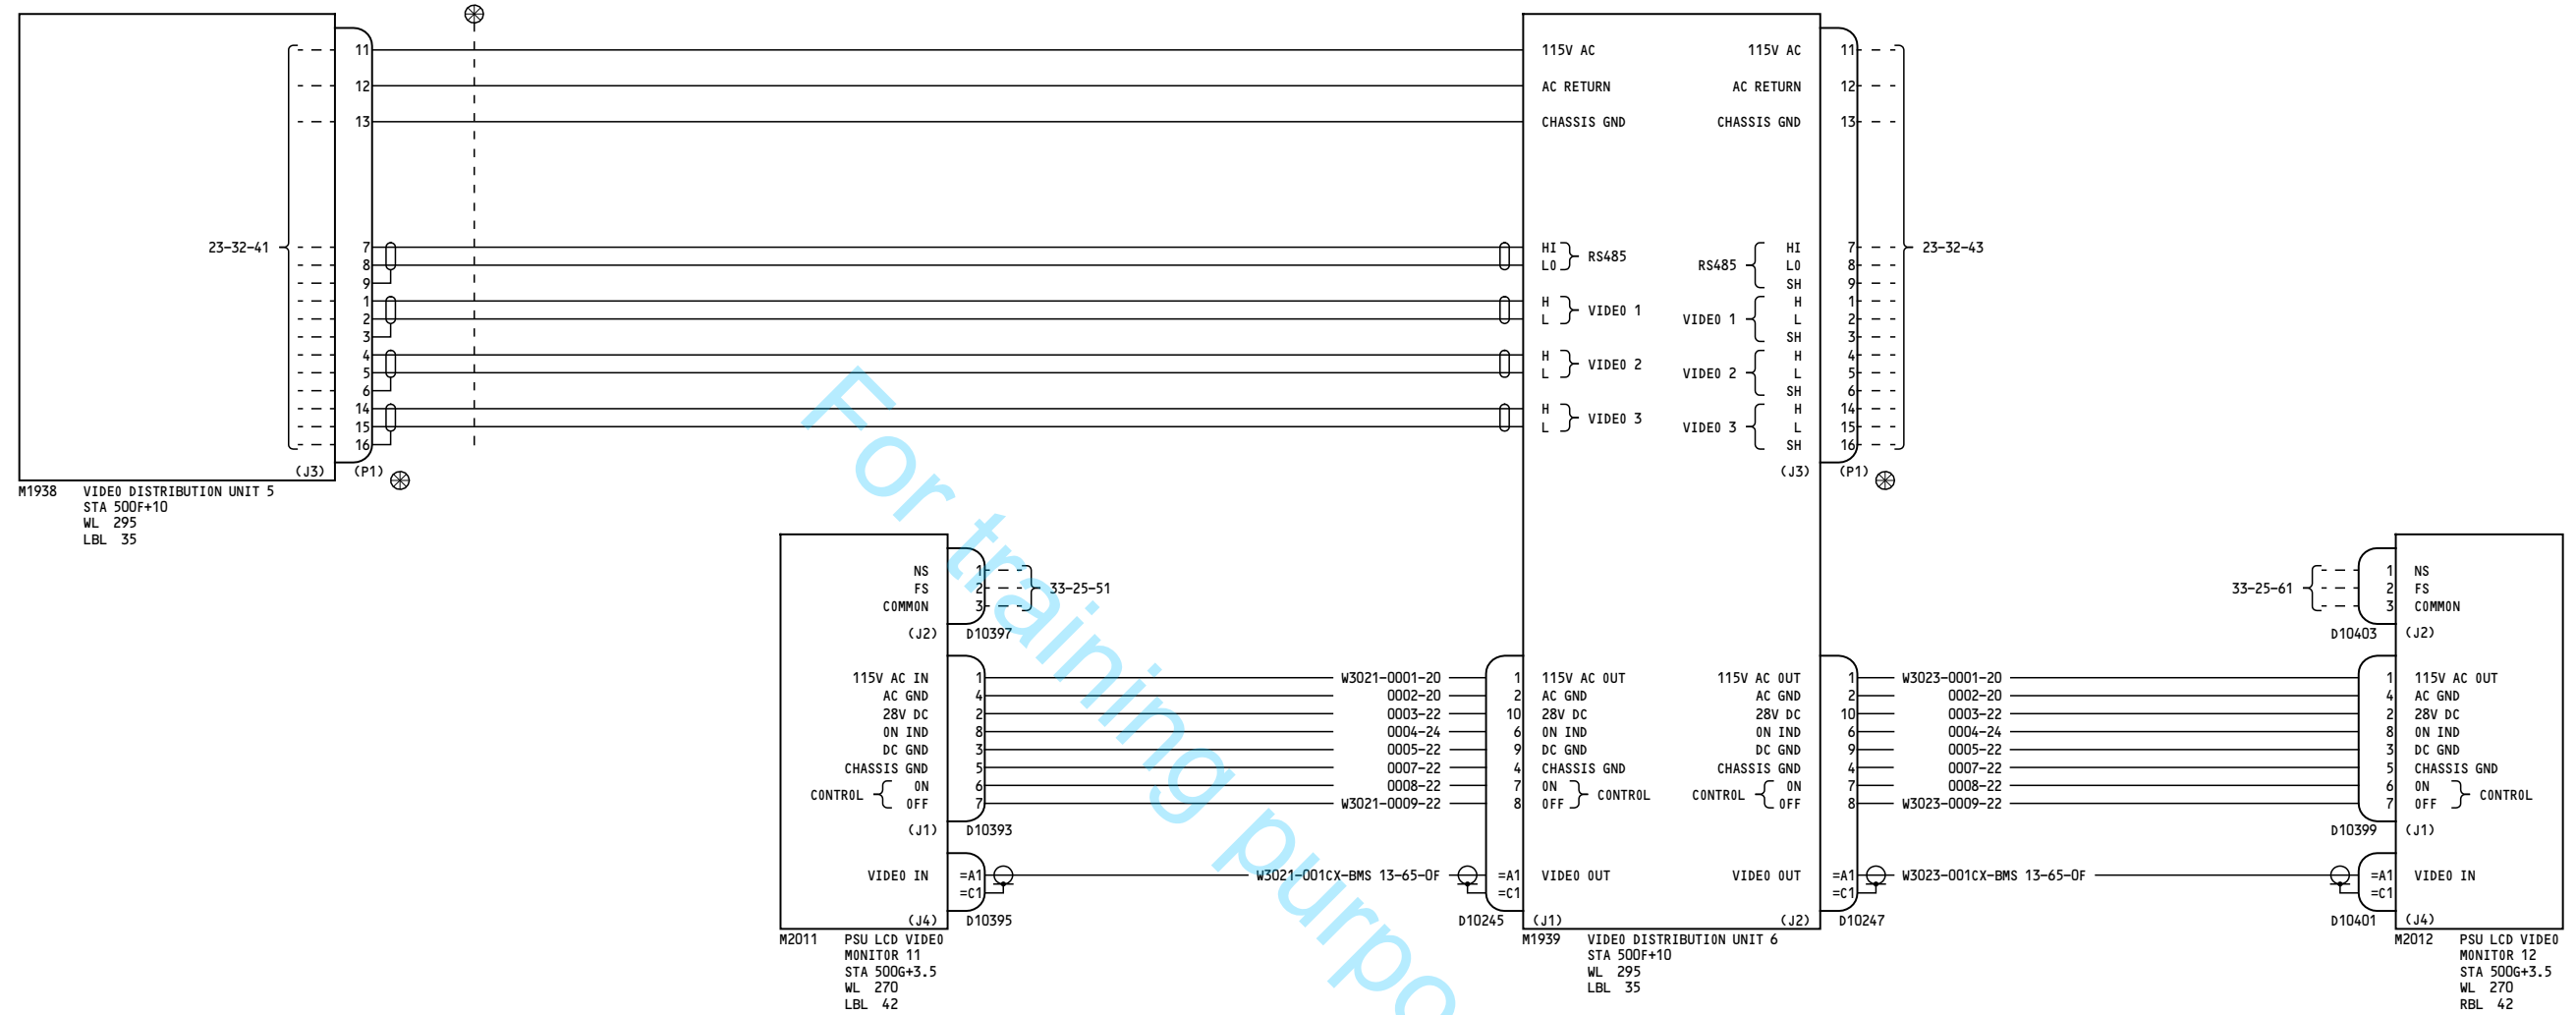 11
12
13
23-32-41
7
8
9
1
2
3
4
5
6
14
15
16
(J3) (P1)
M1938 VIDEO DISTRIBUTION UNIT 5
STA 500F+10
WL 295
LBL 35
115V AC 115V AC 11
AC RETURN AC RETURN 12
CHASSIS GND CHASSIS GND 13
HI HI 7 23-32-43
RS485
LO RS485 LO 8
SH 9
H H 1
VIDEO 1
L VIDEO 1 L 2
SH 3
H H 4
VIDEO 2
L VIDEO 2 L 5
SH 6
H H 14
VIDEO 3
L VIDEO 3 L 15
SH 16
(J3) (P1)
NS 1
FS 2 33-25-51
COMMON 3
(J2) D10397
1 NS
33-25-61 2 FS
3 COMMON
D10403 (J2)
115V AC IN 1 W3021-0001-20 1 115V AC OUT 115V AC OUT 1 W3023-0001-20 1 115V AC OUT
AC GND 4 0002-20 2 AC GND AC GND 2 0002-20 4 AC GND
28V DC 2 0003-22 10 28V DC 28V DC 10 0003-22 2 28V DC
ON IND 8 0004-24 6 ON IND ON IND 6 0004-24 8 ON IND
DC GND 3 0005-22 9 DC GND DC GND 9 0005-22 3 DC GND
CHASSIS GND 5 0007-22 4 CHASSIS GND CHASSIS GND 4 0007-22 5 CHASSIS GND
ON 6 0008-22 7 ON ON 7 0008-22 6 ON
CONTROL CONTROL CONTROL CONTROL
OFF 7 W3021-0009-22 8 OFF OFF 8 W3023-0009-22 7 OFF
(J1) D10393 D10399 (J1)
VIDEO IN =A1 W3021-001CX-BMS 13-65-0F =A1 VIDEO OUT VIDEO OUT =A1 W3023-001CX-BMS 13-65-0F =A1 VIDEO IN
=C1 =C1 =C1 =C1
(J4) D10395 D10245 (J1) (J2) D10247 D10401 (J4)
M2011 PSU LCD VIDEO
MONITOR 11
STA 500G+3.5
WL 270
LBL 42
M1939 VIDEO DISTRIBUTION UNIT 6
STA 500F+10
WL 295
LBL 35
M2012 PSU LCD VIDEO
MONITOR 12
STA 500G+3.5
WL 270
RBL 42
For training purpo